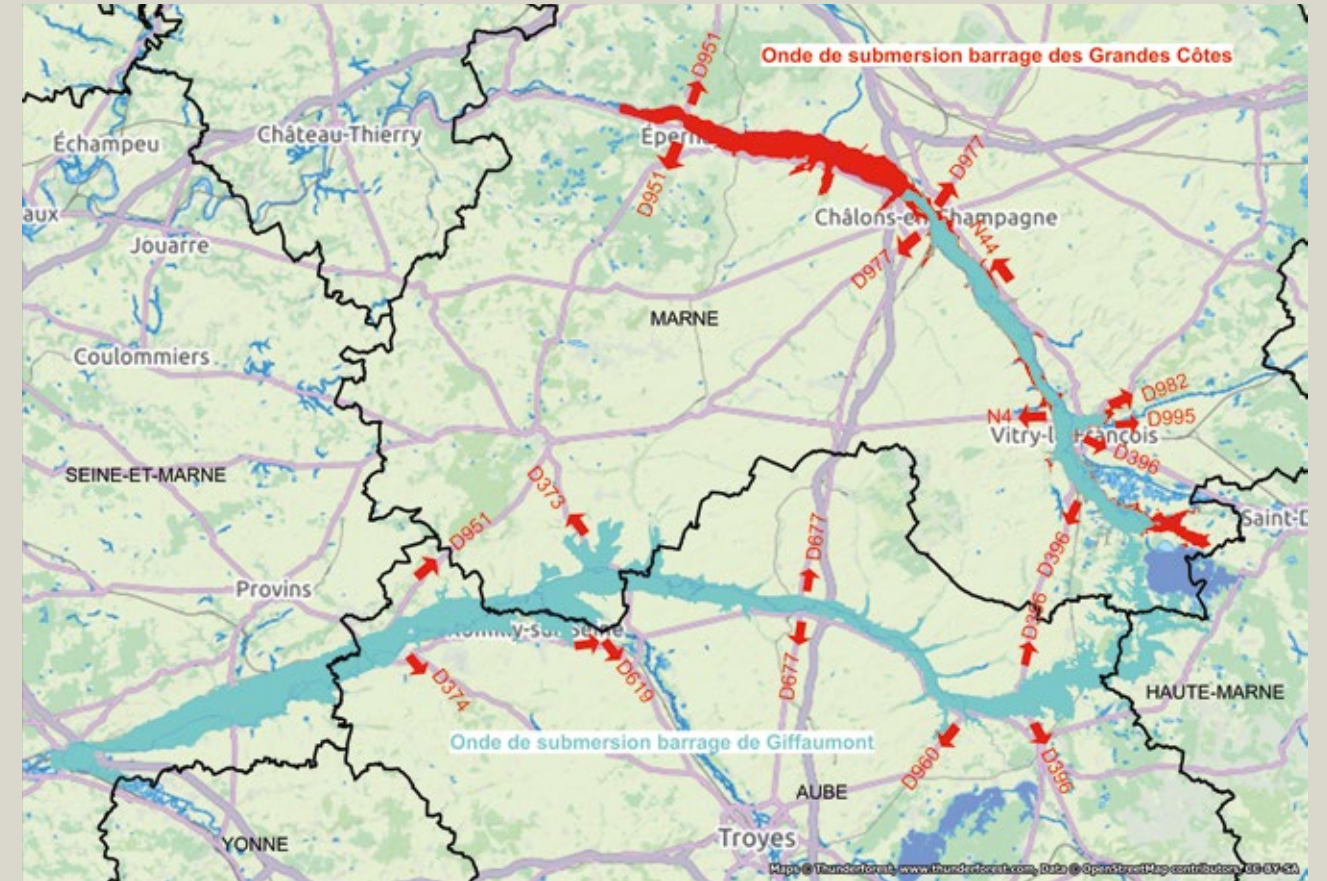 D951
Onde de submersion barrage des Grandes Côtes
Échampeu
Château-Thierry
D977
D951
aux
Jouarre
Châlons-en-Champagne
N44
D977
MARNE
Coulommiers
D982
N4
D995
Vitry-le-François
D396
SEINE-ET-MARNE
D373
Saint-D
D951
D677
D396
Provins
D396
D677
D619
D374
HAUTE-MARNE
Onde de submersion barrage de Giffaumont
D960
D396
AUBE
YONNE
Troyes
Maps © Thunderforest, www.thunderforest.com, Data © OpenStreetMap contributors, CC-BY-SA